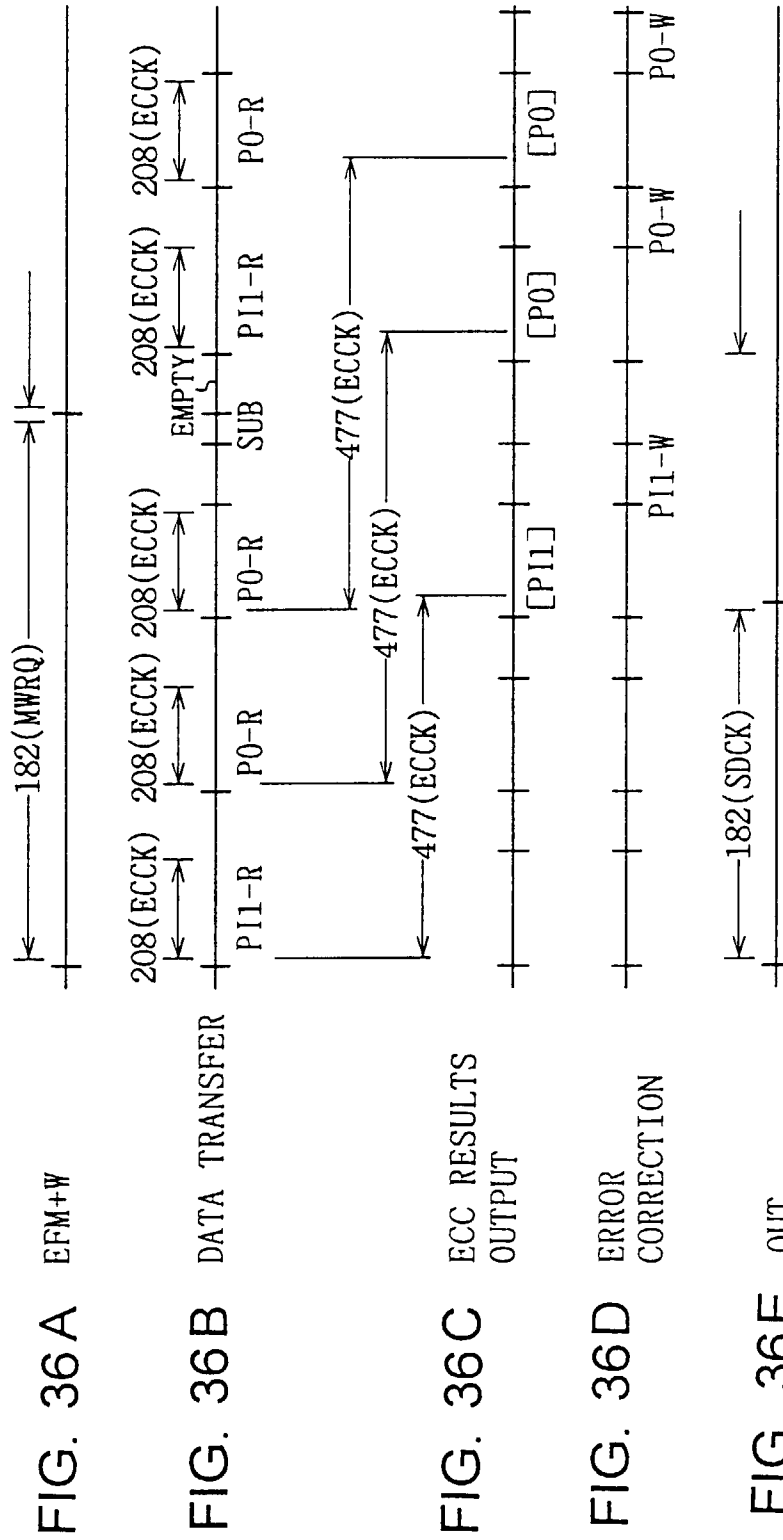 FIG. 36A EFM+W
182(MWRQ)
FIG. 36B DATA TRANSFER
208(ECCK) 208(ECCK) 208(ECCK) EMPTY 208(ECCK) 208(ECCK)
PI1-R PO-R PO-R SUB PI1-R PO-R
477(ECCK)
477(ECCK)
477(ECCK)
FIG. 36C ECC RESULTS
OUTPUT
[PI1] [PO] [PO]
FIG. 36D ERROR
CORRECTION
PI1-W PO-W PO-W
182(SDCK)
FIG. 36E OUT